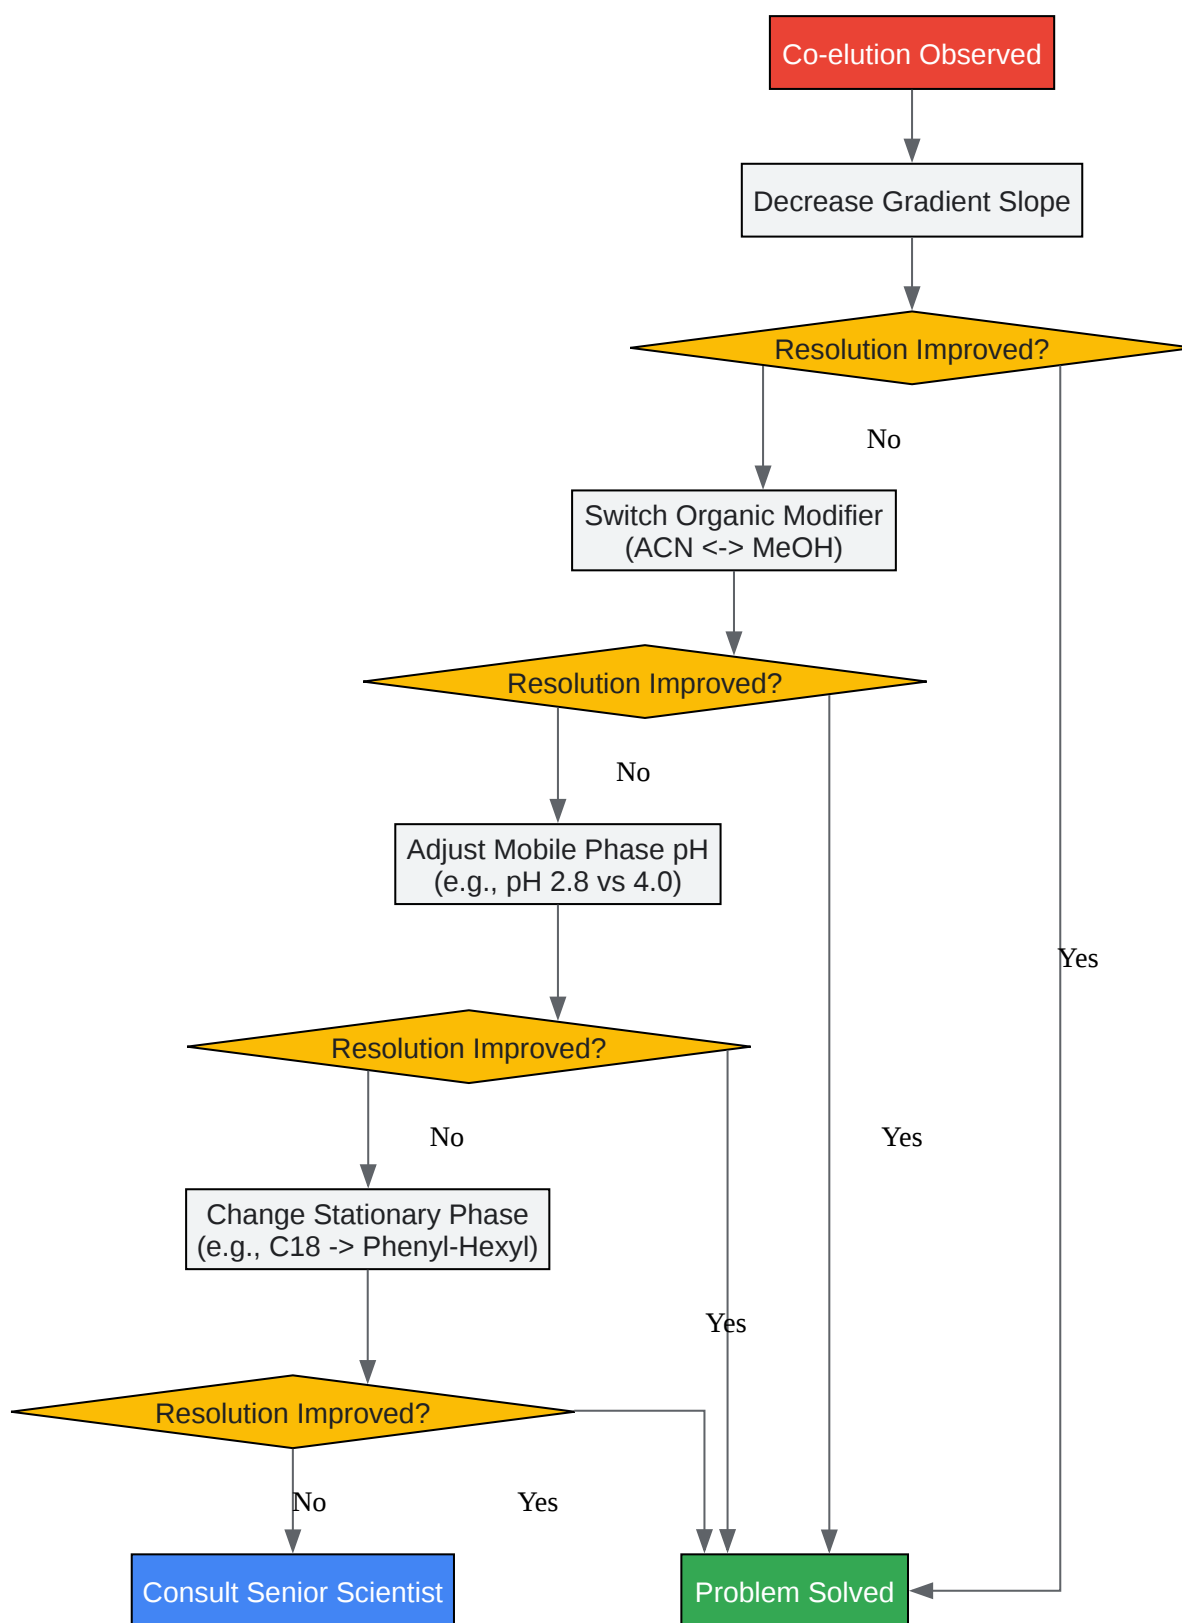 Co-elution Observed
Decrease Gradient Slope
Resolution Improved?
No
Switch Organic Modifier
(ACN <-> MeOH)
Resolution Improved?
No
Adjust Mobile Phase pH
(e.g., pH 2.8 vs 4.0)
Yes
Resolution Improved?
No
Yes
Change Stationary Phase
(e.g., C18 -> Phenyl-Hexyl)
Yes
Resolution Improved?
No
Yes
Consult Senior Scientist
Problem Solved